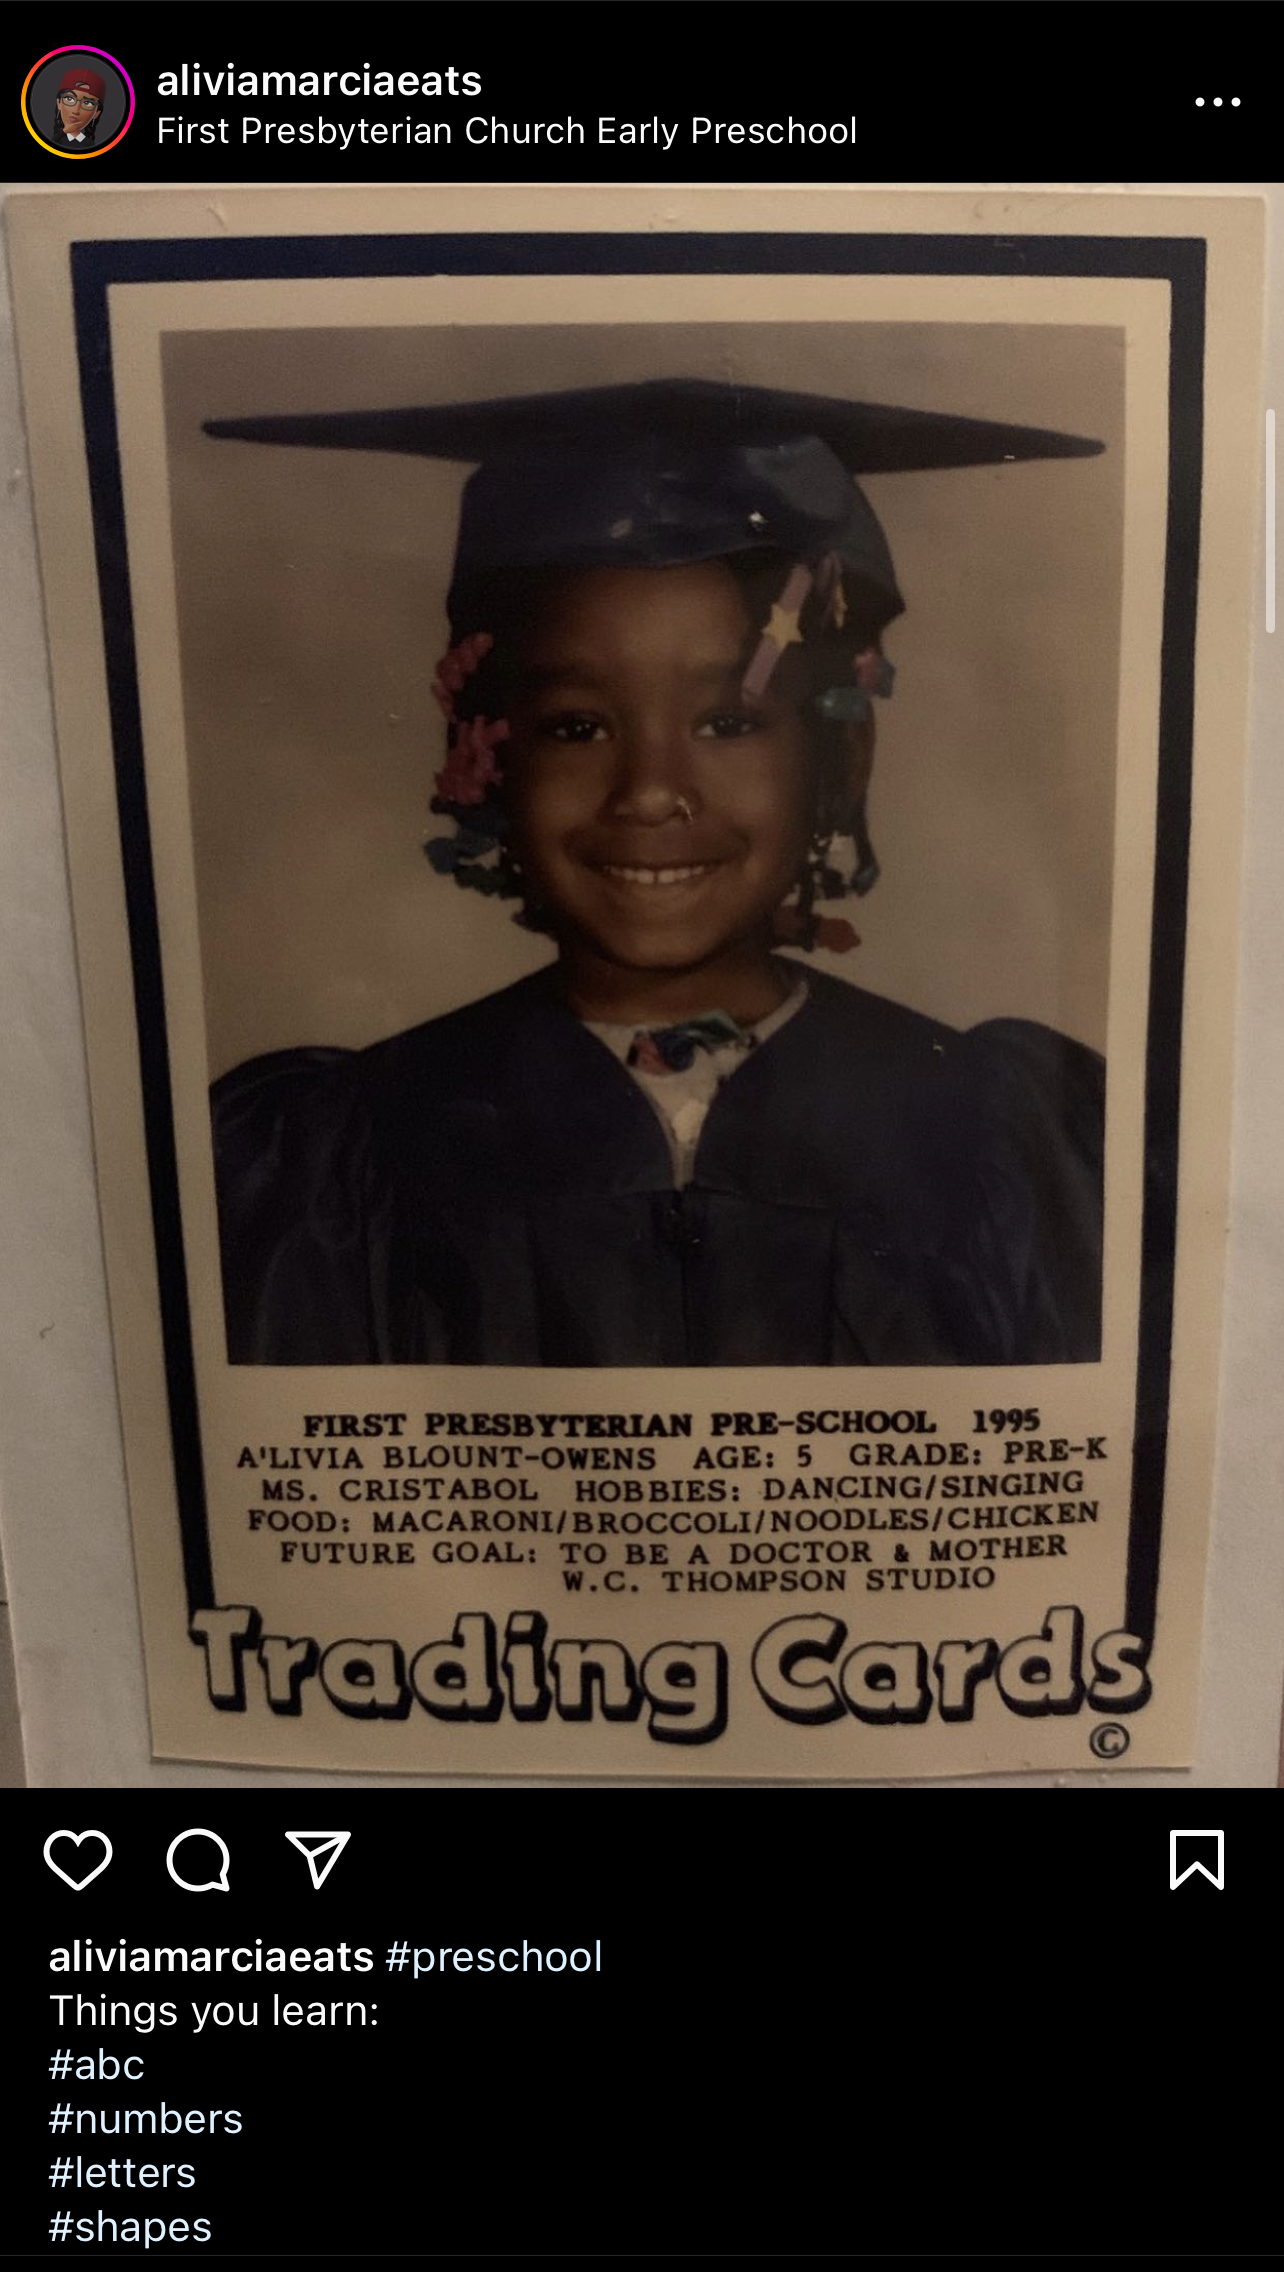 aliviamarciaeats
First Presbyterian Church Early Preschool
FIRST PRESBYTERIAN PRE-SCHOOL 1995
A'LIVIA BLOUNT-OWENS AGE: 5 GRADE: PRE-K
MS. CRISTABOL HOBBIES: DANCING/SINGING
FOOD: MACARONI/BROCCOLI/NOODLES/CHICKEN
FUTURE GOAL: TO BE A DOCTOR & MOTHER
W.C. THOMPSON STUDIO
Trading Cards
©
aliviamarciaeats #preschool
Things you learn:
#abc
#numbers
#letters
#shapes